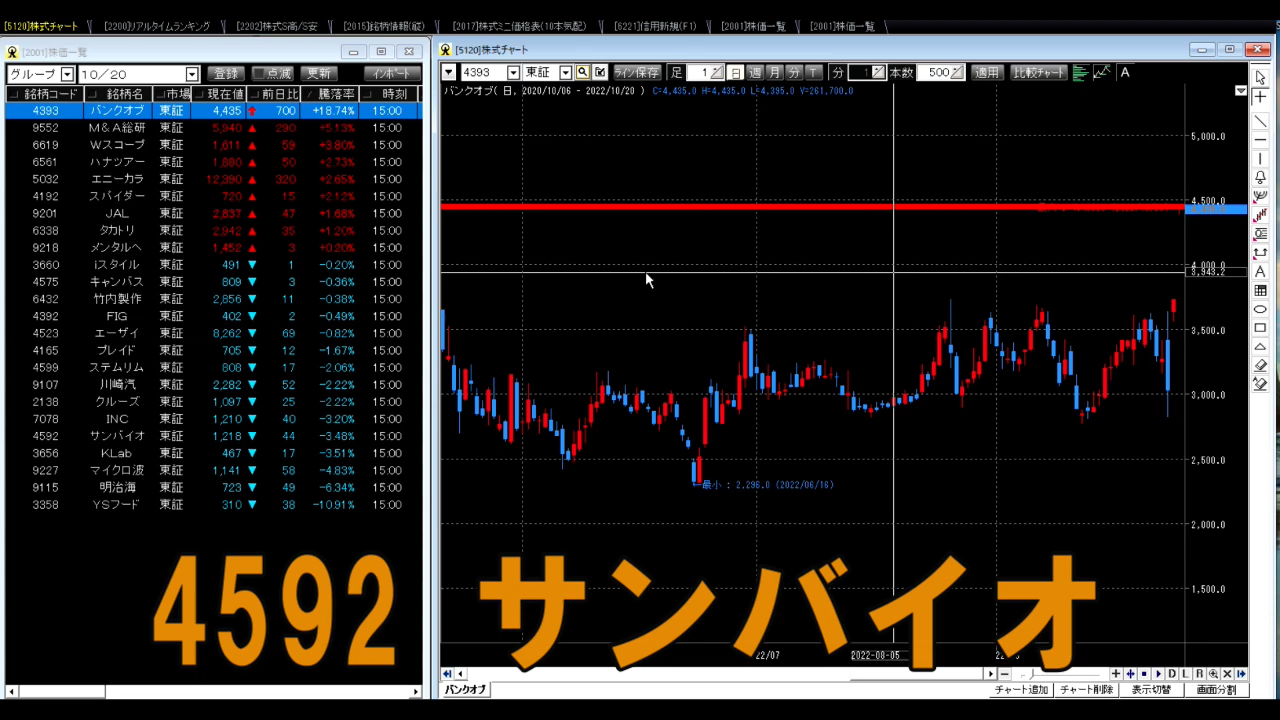 [5120]株式チャート [2200]リアルタイムランキング [2202]株式S高/S安 [2015]銘柄情報(縦) [2017]株式ミニ価格表(10本気配) [6221]信用新規(F1) [2001]株価一覧 [2001]株価一覧
[2001]株価一覧
グループ 10/20 登録 点滅 更新 インポート
銘柄コード 銘柄名 市場 現在値 前日比 騰落率 時刻
4393 バンクオブ 東証 4,435 ↑ 700 +18.74% 15:00
9552 M&A総研 東証 5,940 ▲ 290 +5.13% 15:00
6619 Wスコープ 東証 1,611 ▲ 59 +3.80% 15:00
6561 ハナツアー 東証 1,880 ▲ 50 +2.73% 15:00
5032 エニーカラ 東証 12,390 ▲ 320 +2.65% 15:00
4192 スパイダー 東証 720 ▲ 15 +2.12% 15:00
9201 JAL 東証 2,837 ▲ 47 +1.68% 15:00
6338 タカトリ 東証 2,942 ▲ 35 +1.20% 15:00
9218 メンタルヘ 東証 1,452 ▲ 3 +0.20% 15:00
3660 iスタイル 東証 491 ▼ 1 -0.20% 15:00
4575 キャンバス 東証 809 ▼ 3 -0.36% 15:00
6432 竹内製作 東証 2,856 ▼ 11 -0.38% 15:00
4392 FIG 東証 402 ▼ 2 -0.49% 15:00
4523 エーザイ 東証 8,262 ▼ 69 -0.82% 15:00
4165 プレイド 東証 705 ▼ 12 -1.67% 15:00
4599 ステムリム 東証 808 ▼ 17 -2.06% 15:00
9107 川崎汽 東証 2,282 ▼ 52 -2.22% 15:00
2138 クルーズ 東証 1,097 ▼ 25 -2.22% 15:00
7078 INC 東証 1,210 ▼ 40 -3.20% 15:00
4592 サンバイオ 東証 1,218 ▼ 44 -3.48% 15:00
3656 KLab 東証 467 ▼ 17 -3.51% 15:00
9227 マイクロ波 東証 1,141 ▼ 58 -4.83% 15:00
9115 明治海 東証 723 ▼ 49 -6.34% 15:00
3358 YSフード 東証 310 ▼ 38 -10.91% 15:00
[5120]株式チャート
4393 東証 ライン保存 足 1 日 週 月 分 T 分 1 本数 500 適用 比較チャート A
バンクオブ( 日, 2020/10/06 - 2022/10/20 ) C=4,435.0 H=4,435.0 L=4,395.0 V=261,700.0
5,000.0
4,500.0
4,000.0
3,943.2
3,500.0
3,000.0
2,500.0
←最小 : 2,296.0 (2022/06/16)
2,000.0
1,500.0
2022-08-05
D L R
バンクオブ チャート追加 チャート削除 表示切替 画面分割
4592 サンバイオ